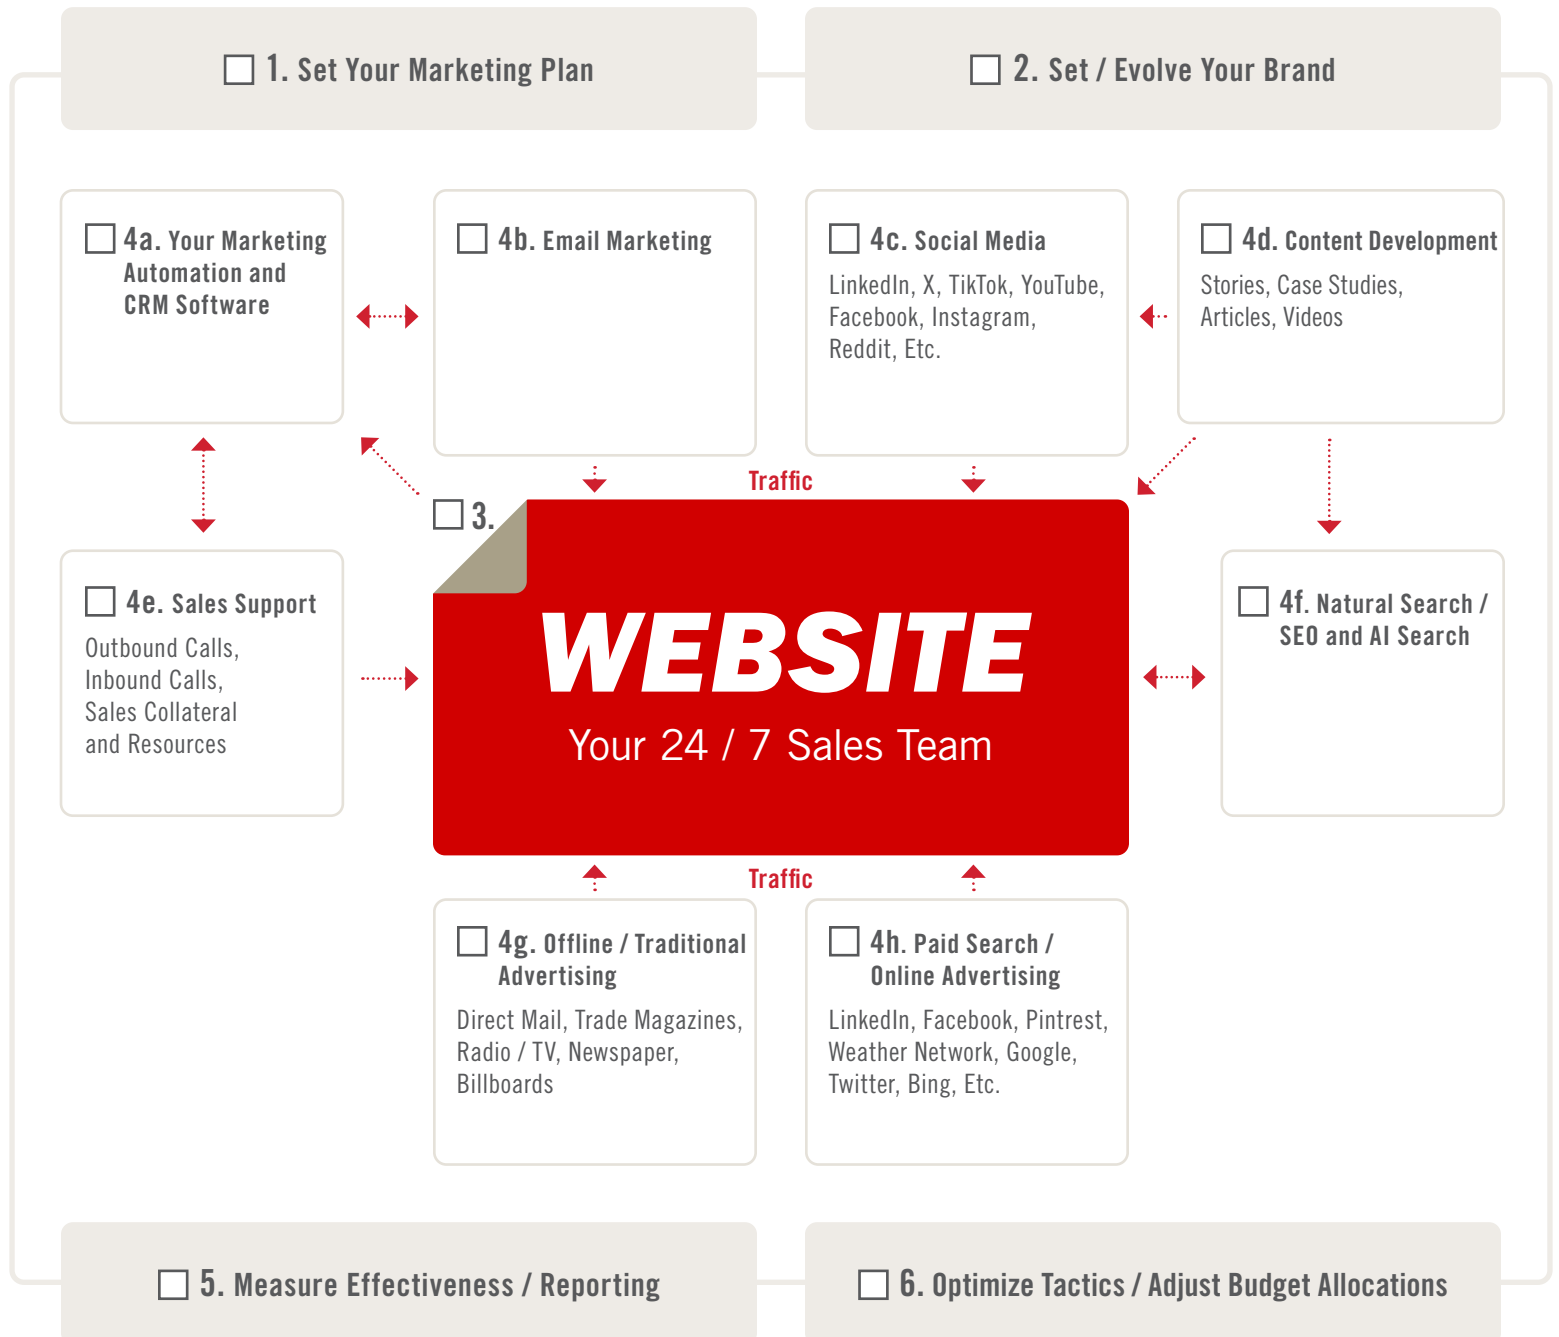 1. Set Your Marketing Plan
2. Set / Evolve Your Brand
4a. Your Marketing
Automation and
CRM Software
4b. Email Marketing
4c. Social Media
LinkedIn, X, TikTok, YouTube,
Facebook, Instagram,
Reddit, Etc.
4d. Content Development
Stories, Case Studies,
Articles, Videos
Traffic
3.
WEBSITE
Your 24 / 7 Sales Team
4e. Sales Support
Outbound Calls,
Inbound Calls,
Sales Collateral
and Resources
4f. Natural Search /
SEO and AI Search
Traffic
4g. Offline / Traditional
Advertising
Direct Mail, Trade Magazines,
Radio / TV, Newspaper,
Billboards
4h. Paid Search /
Online Advertising
LinkedIn, Facebook, Pintrest,
Weather Network, Google,
Twitter, Bing, Etc.
5. Measure Effectiveness / Reporting
6. Optimize Tactics / Adjust Budget Allocations